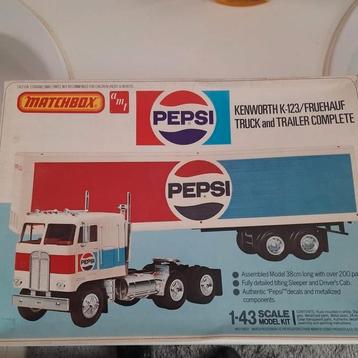 MATCHBOX
amt
PEPSI
KENWORTH K-123/FRUEHAUF
TRUCK and TRAILER COMPLETE
PEPSI
PEPSI
• Assembled Model 38cm long with over 200 pa
• Fully detailed tilting Sleeper and Driver's Cab.
• Authentic "Pepsi" decals and metalized
components.
1:43 SCALE
MODEL KIT